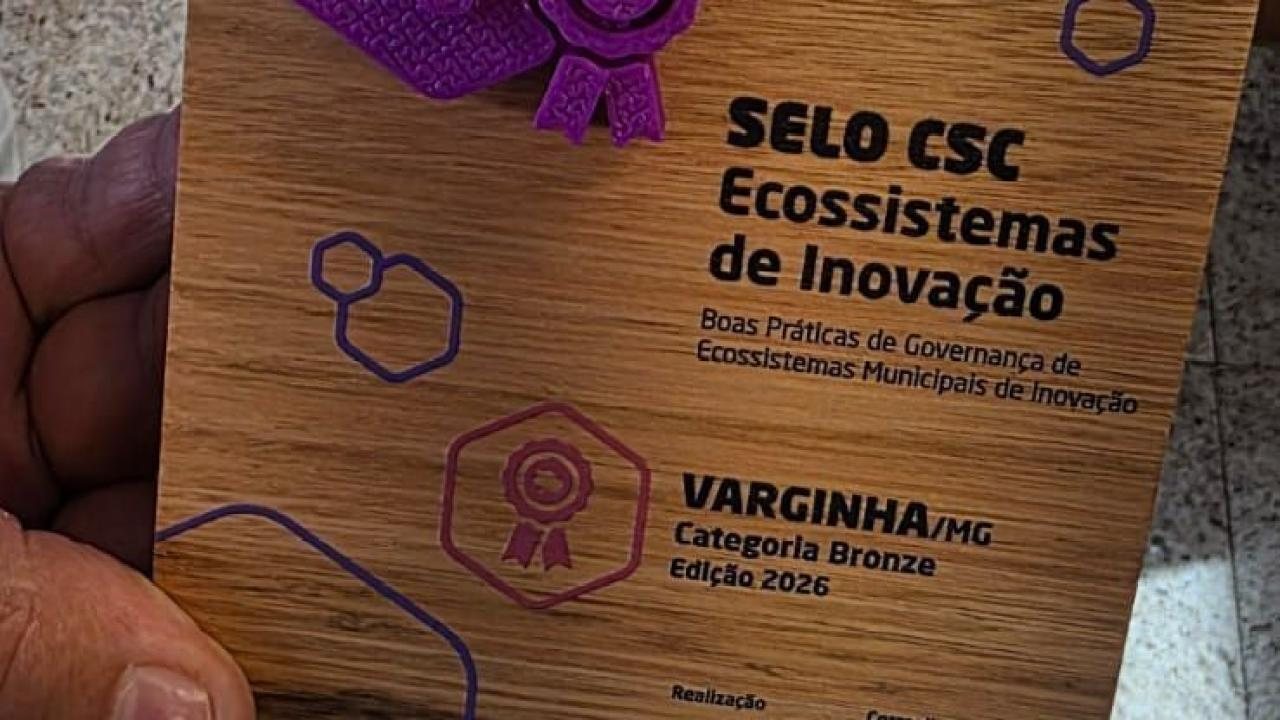 SELO CSC
Ecossistemas
de Inovação
Boas Práticas de Governança de
Ecossistemas Municipais de Inovação
VARGINHA/MG
Categoria Bronze
Edição 2026
Realização